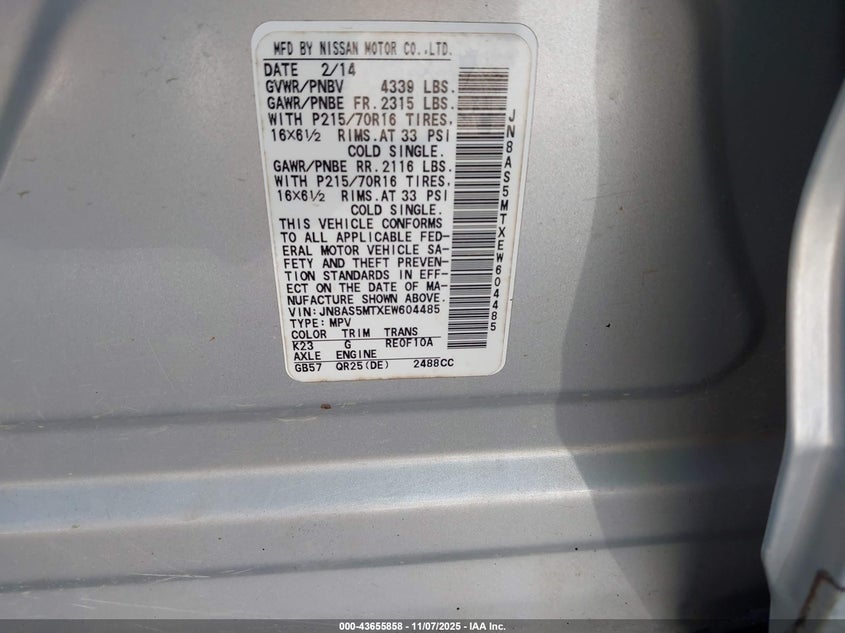 MFD BY NISSAN MOTOR CO.,LTD.
DATE 2/14
GVWR/PNBV 4339 LBS.
GAWR/PNBE FR.2315 LBS.
WITH P215/70R16 TIRES,
16X6½ RIMS.AT 33 PSI
COLD SINGLE.
GAWR/PNBE RR.2116 LBS.
WITH P215/70R16 TIRES,
16X6½ RIMS.AT 33 PSI
COLD SINGLE.
THIS VEHICLE CONFORMS
TO ALL APPLICABLE FED-
ERAL MOTOR VEHICLE SA-
FETY AND THEFT PREVEN-
TION STANDARDS IN EFF-
ECT ON THE DATE OF MA-
NUFACTURE SHOWN ABOVE.
VIN:JN8AS5MTXEW604485
TYPE:MPV
COLOR TRIM TRANS
K23 G RE0F10A
AXLE ENGINE
GB57 QR25(DE) 2488CC
JN8AS5MTXEW604485
000-43655858 - 11/07/2025 - IAA Inc.